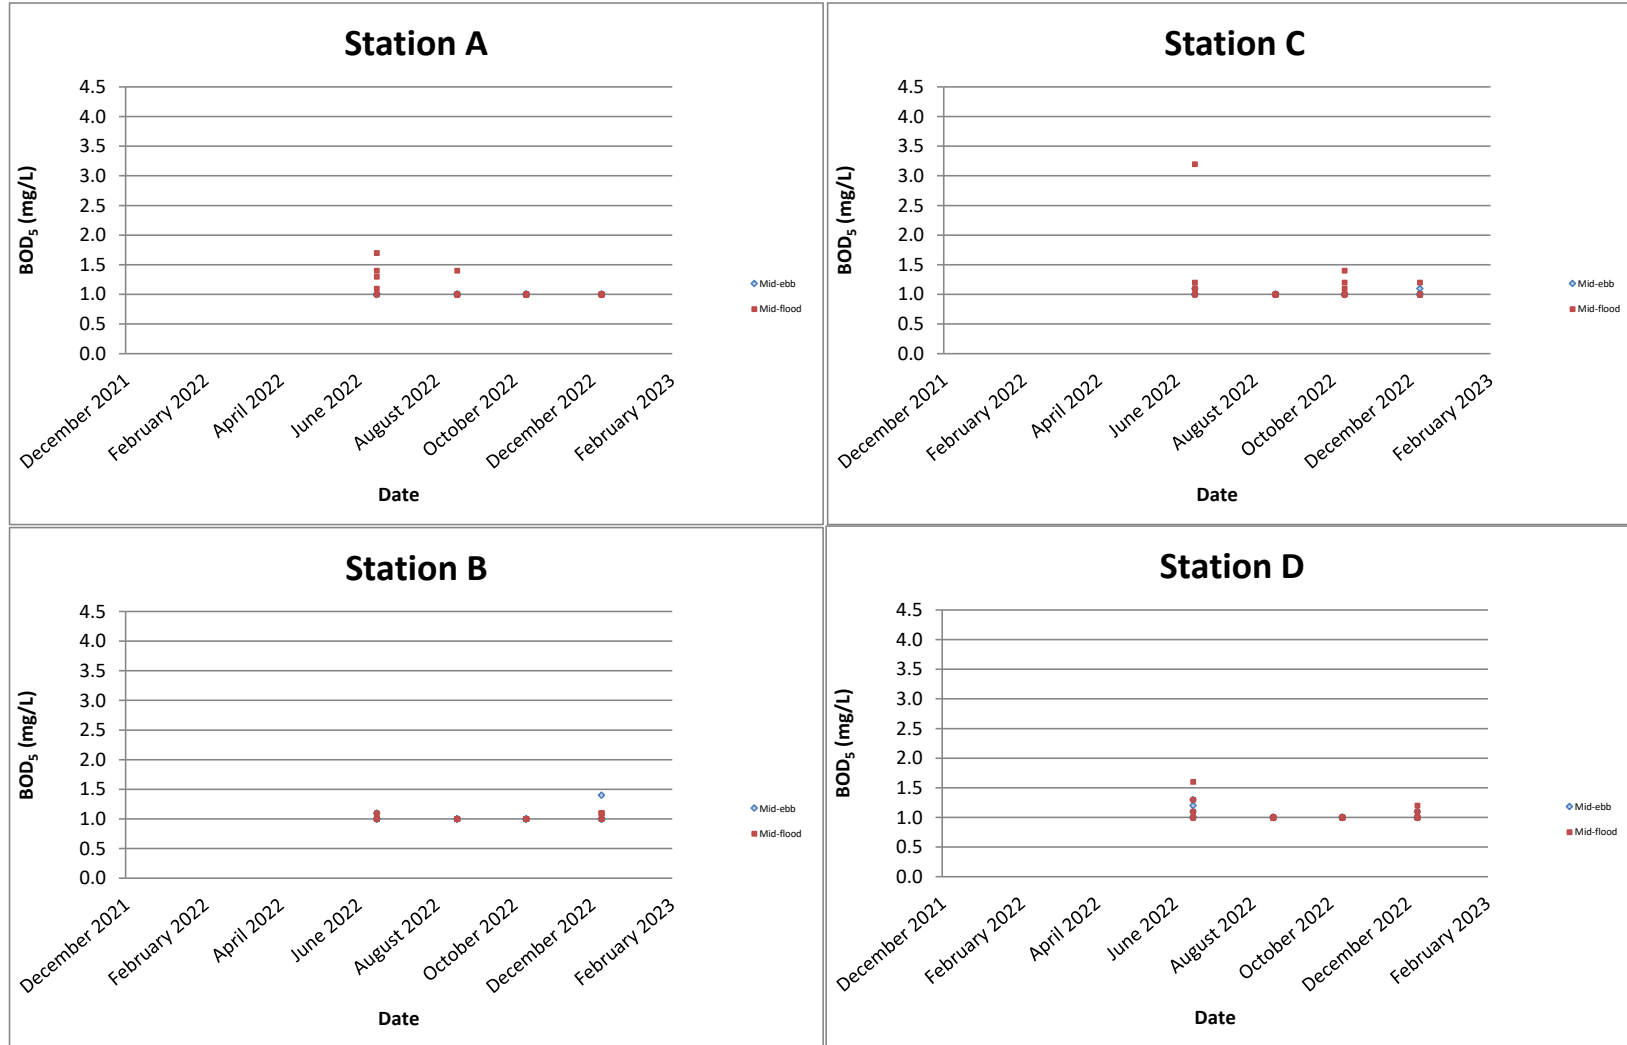 Station A
4.5
4.0
3.5
3.0
2.5
2.0
1.5
1.0
0.5
0.0
BOD₅ (mg/L)
December 2021
February 2022
April 2022
June 2022
August 2022
October 2022
December 2022
February 2023
Date
Mid-ebb
Mid-flood
Station C
4.5
4.0
3.5
3.0
2.5
2.0
1.5
1.0
0.5
0.0
BOD₅ (mg/L)
December 2021
February 2022
April 2022
June 2022
August 2022
October 2022
December 2022
February 2023
Date
Mid-ebb
Mid-flood
Station B
4.5
4.0
3.5
3.0
2.5
2.0
1.5
1.0
0.5
0.0
BOD₅ (mg/L)
December 2021
February 2022
April 2022
June 2022
August 2022
October 2022
December 2022
February 2023
Date
Mid-ebb
Mid-flood
Station D
4.5
4.0
3.5
3.0
2.5
2.0
1.5
1.0
0.5
0.0
BOD₅ (mg/L)
December 2021
February 2022
April 2022
June 2022
August 2022
October 2022
December 2022
February 2023
Date
Mid-ebb
Mid-flood